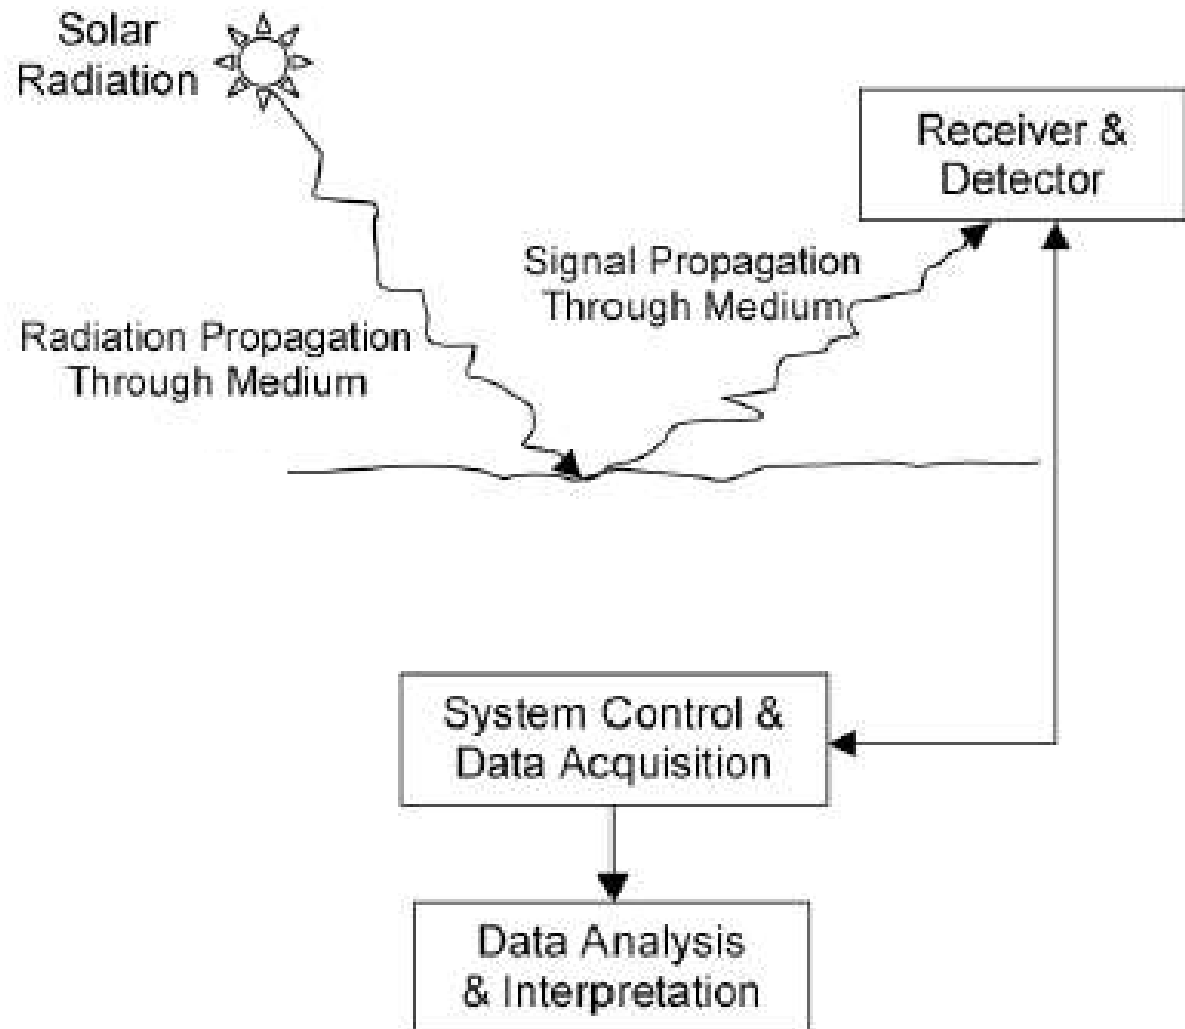 Solar
Radiation
Receiver &
Detector
Signal Propagation
Through Medium
Radiation Propagation
Through Medium
System Control &
Data Acquisition
Data Analysis
& Interpretation